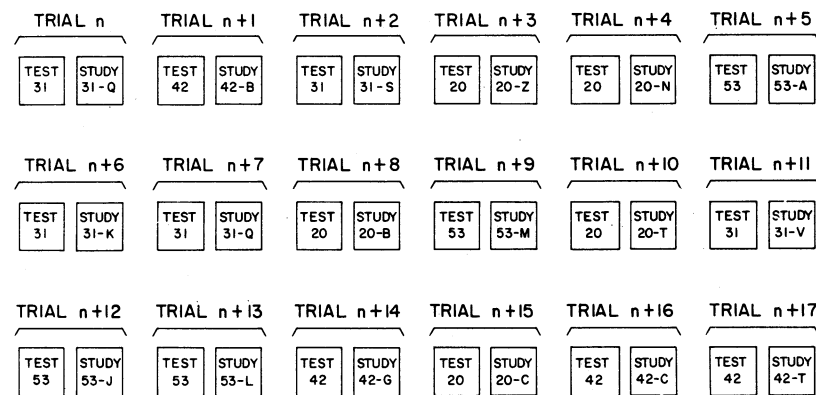 TRIAL n TRIAL n+1 TRIAL n+2 TRIAL n+3 TRIAL n+4 TRIAL n+5
TEST STUDY TEST STUDY TEST STUDY TEST STUDY TEST STUDY TEST STUDY
31 31-Q 42 42-B 31 31-S 20 20-Z 20 20-N 53 53-A
TRIAL n+6 TRIAL n+7 TRIAL n+8 TRIAL n+9 TRIAL n+10 TRIAL n+11
TEST STUDY TEST STUDY TEST STUDY TEST STUDY TEST STUDY TEST STUDY
31 31-K 31 31-Q 20 20-B 53 53-M 20 20-T 31 31-V
TRIAL n+12 TRIAL n+13 TRIAL n+14 TRIAL n+15 TRIAL n+16 TRIAL n+17
TEST STUDY TEST STUDY TEST STUDY TEST STUDY TEST STUDY TEST STUDY
53 53-J 53 53-L 42 42-G 20 20-C 42 42-C 42 42-T